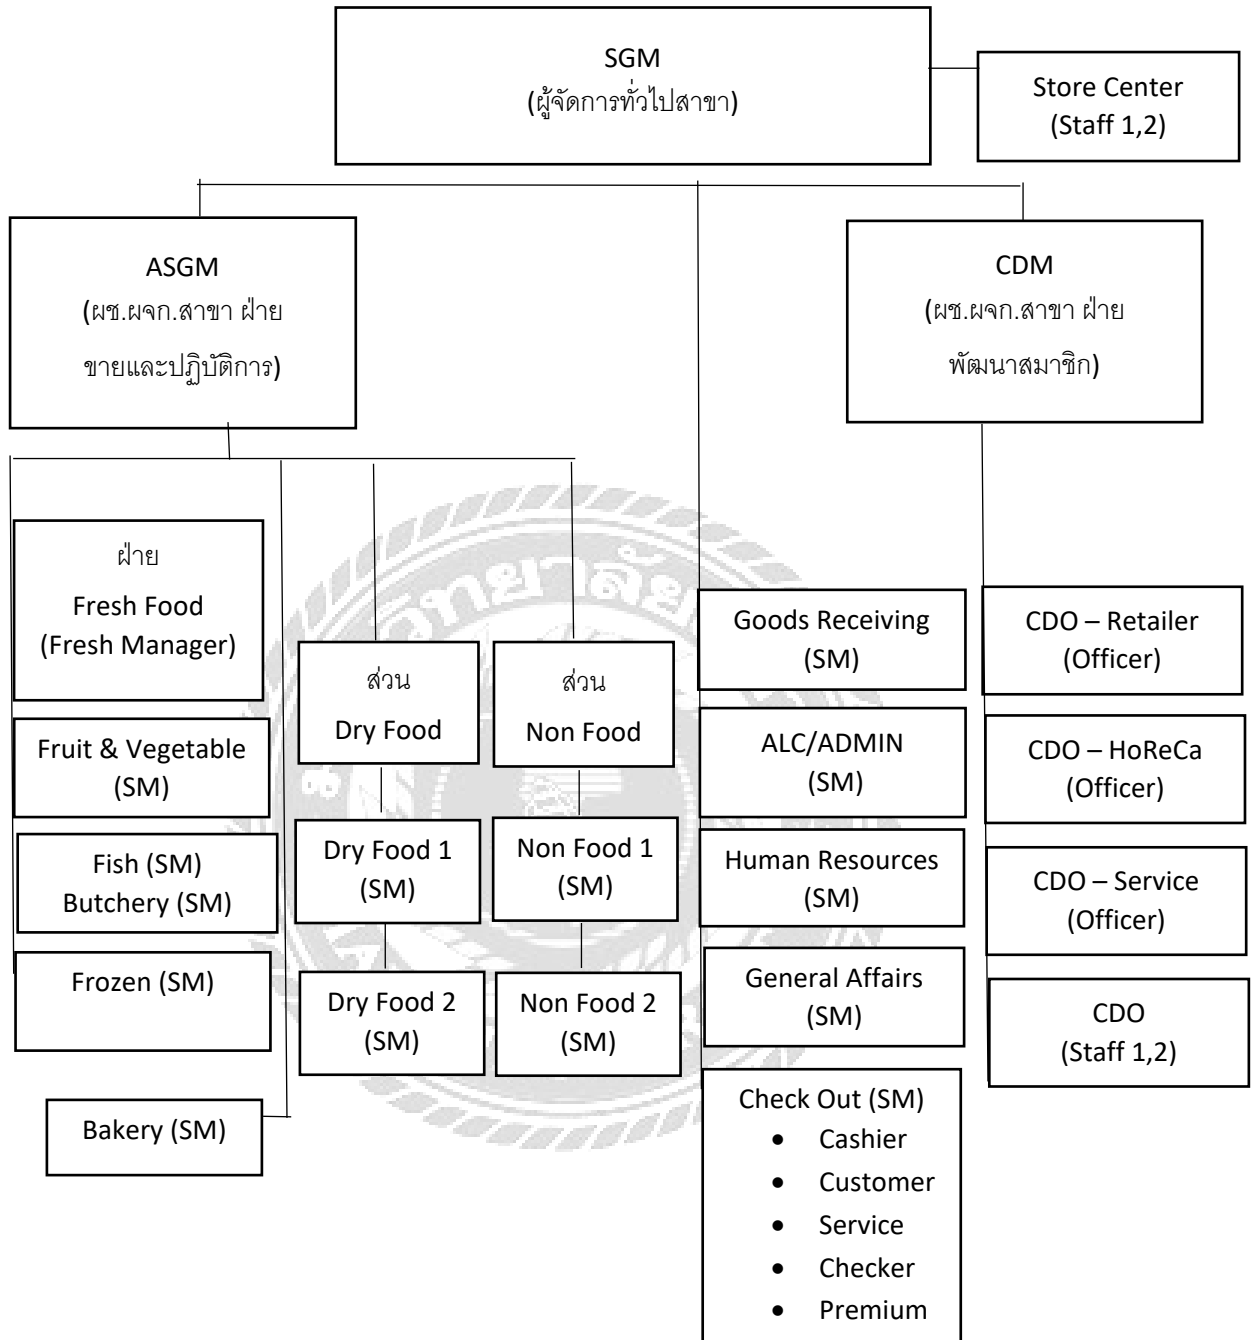 SGM
(ผู้จัดการทั่วไปสาขา)
Store Center
(Staff 1,2)
ASGM
(ผช.ผจก.สาขา ฝ่าย
ขายและปฏิบัติการ)
CDM
(ผช.ผจก.สาขา ฝ่าย
พัฒนาสมาชิก)
ฝ่าย
Fresh Food
(Fresh Manager)
Fruit & Vegetable
(SM)
Fish (SM)
Butchery (SM)
Frozen (SM)
Bakery (SM)
ส่วน
Dry Food
Dry Food 1
(SM)
Dry Food 2
(SM)
ส่วน
Non Food
Non Food 1
(SM)
Non Food 2
(SM)
Goods Receiving
(SM)
ALC/ADMIN
(SM)
Human Resources
(SM)
General Affairs
(SM)
Check Out (SM)
• Cashier
• Customer
• Service
• Checker
• Premium
CDO – Retailer
(Officer)
CDO – HoReCa
(Officer)
CDO – Service
(Officer)
CDO
(Staff 1,2)